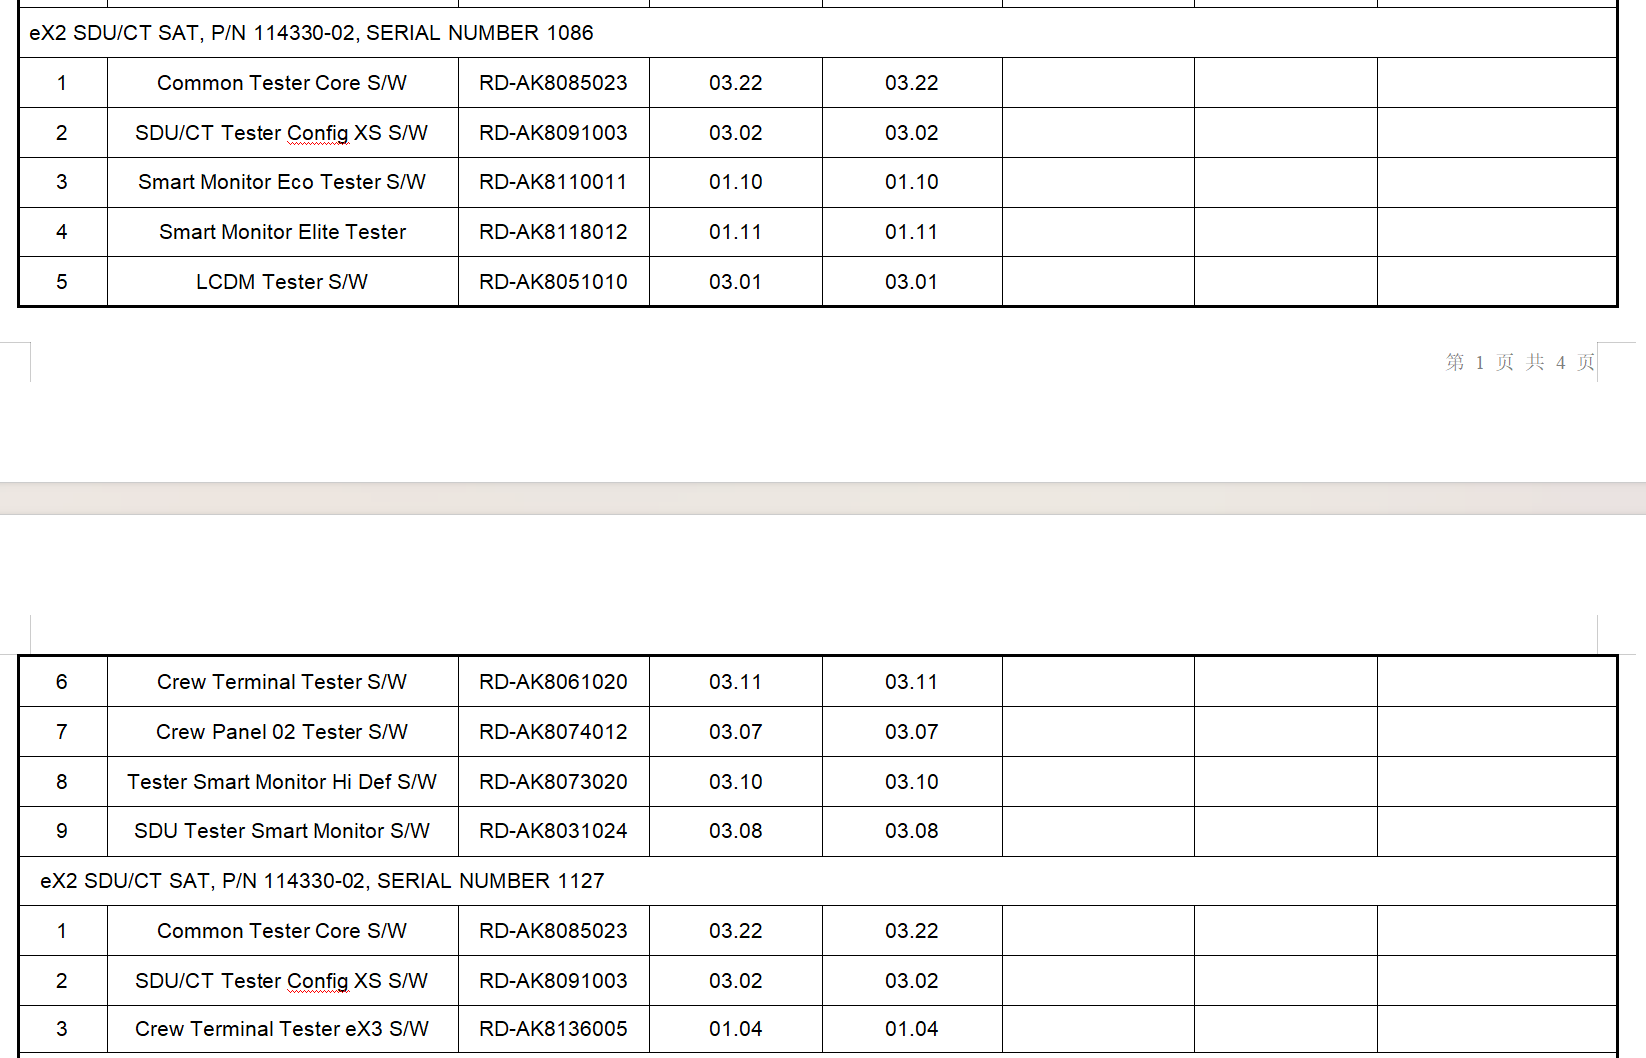 eX2 SDU/CT SAT, P/N 114330-02, SERIAL NUMBER 1086
1 Common Tester Core S/W RD-AK8085023 03.22 03.22
2 SDU/CT Tester Config XS S/W RD-AK8091003 03.02 03.02
3 Smart Monitor Eco Tester S/W RD-AK8110011 01.10 01.10
4 Smart Monitor Elite Tester RD-AK8118012 01.11 01.11
5 LCDM Tester S/W RD-AK8051010 03.01 03.01
第 1 页 共 4 页
6 Crew Terminal Tester S/W RD-AK8061020 03.11 03.11
7 Crew Panel 02 Tester S/W RD-AK8074012 03.07 03.07
8 Tester Smart Monitor Hi Def S/W RD-AK8073020 03.10 03.10
9 SDU Tester Smart Monitor S/W RD-AK8031024 03.08 03.08
eX2 SDU/CT SAT, P/N 114330-02, SERIAL NUMBER 1127
1 Common Tester Core S/W RD-AK8085023 03.22 03.22
2 SDU/CT Tester Config XS S/W RD-AK8091003 03.02 03.02
3 Crew Terminal Tester eX3 S/W RD-AK8136005 01.04 01.04